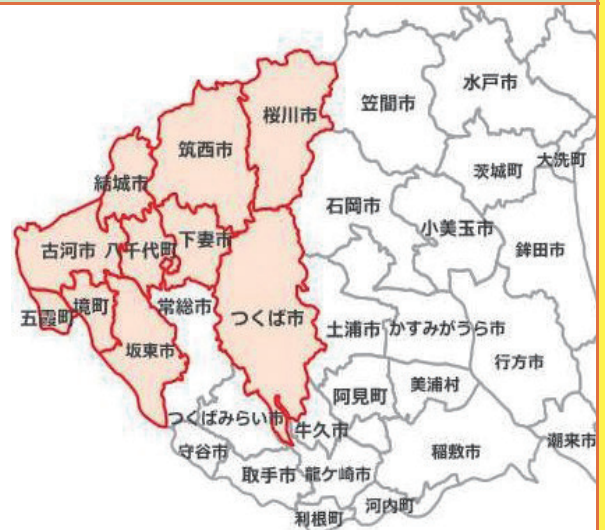 水戸市
笠間市
桜川市
筑西市
茨城町
大洗町
結城市
石岡市
小美玉市
下妻市
古河市
八千代町
鉾田市
常総市
境町
五霞町
つくば市
土浦市
かすみがうら市
坂東市
行方市
美浦村
阿見町
つくばみらい市
牛久市
潮来市
守谷市
稲敷市
取手市
龍ケ崎市
河内町
利根町